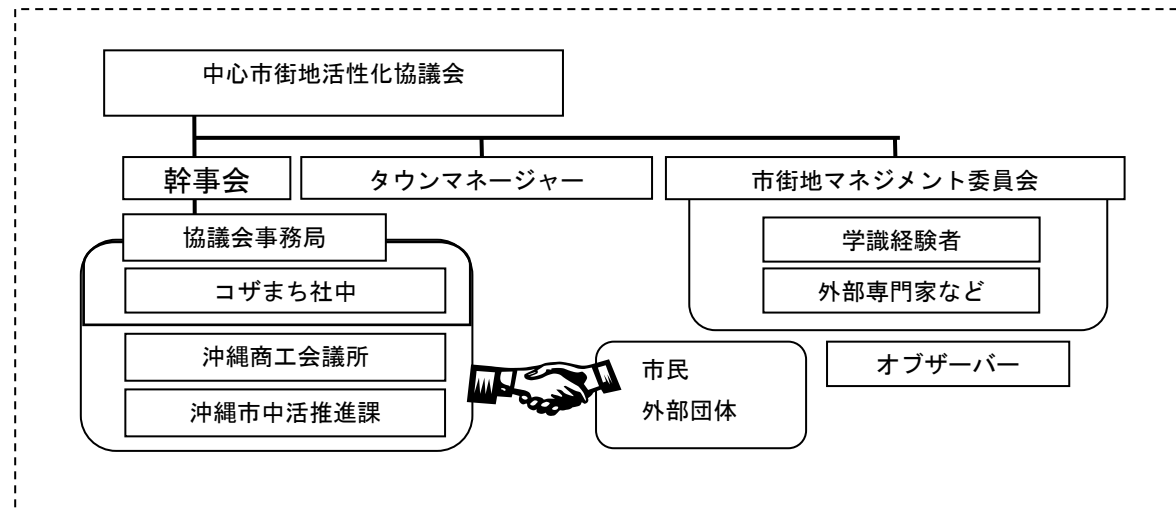 中心市街地活性化協議会
幹事会
タウンマネージャー
市街地マネジメント委員会
協議会事務局
学識経験者
コザまち社中
外部専門家など
沖縄商工会議所
市民
オブザーバー
沖縄市中活推進課
外部団体